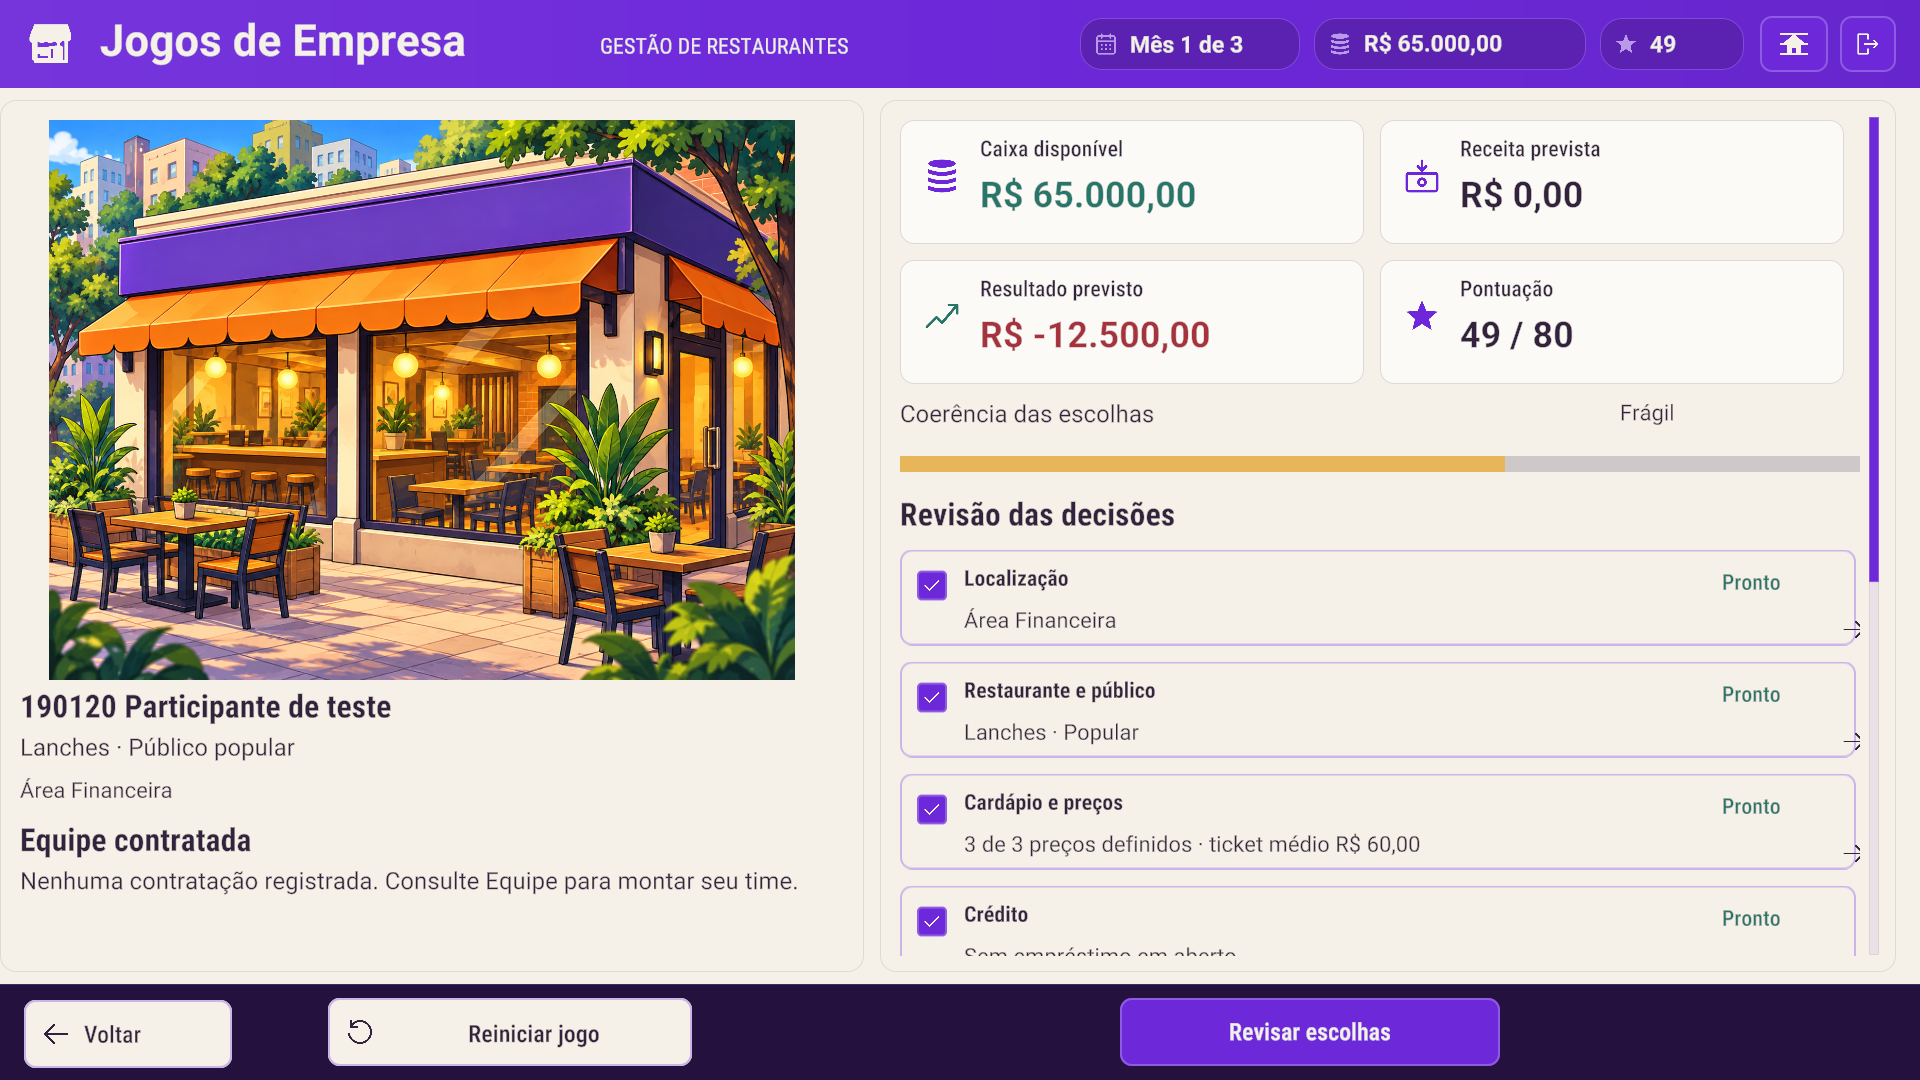 Jogos de Empresa
GESTÃO DE RESTAURANTES
Mês 1 de 3
R$ 65.000,00
49
190120 Participante de teste
Lanches · Público popular
Área Financeira
Equipe contratada
Nenhuma contratação registrada. Consulte Equipe para montar seu time.
Caixa disponível
R$ 65.000,00
Receita prevista
R$ 0,00
Resultado previsto
R$ -12.500,00
Pontuação
49 / 80
Coerência das escolhas
Frágil
Revisão das decisões
Localização
Pronto
Área Financeira
Restaurante e público
Pronto
Lanches · Popular
Cardápio e preços
Pronto
3 de 3 preços definidos · ticket médio R$ 60,00
Crédito
Pronto
Sem empréstimo em aberto
Voltar
Reiniciar jogo
Revisar escolhas